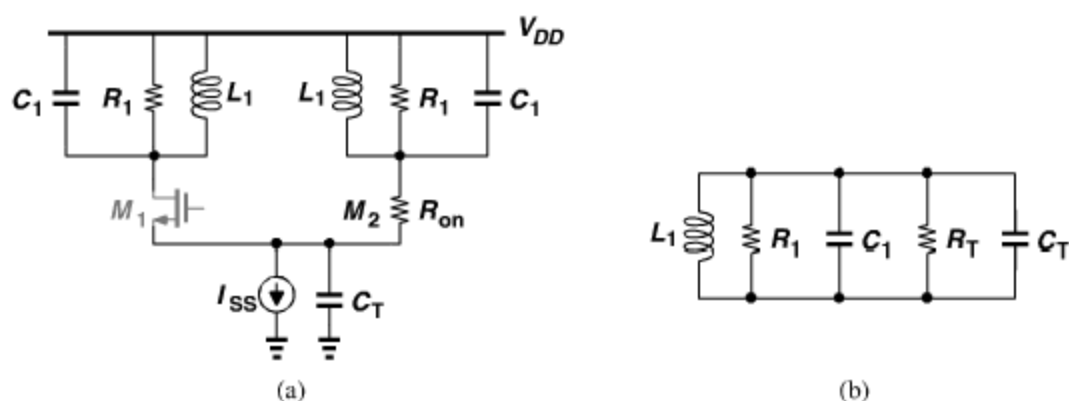 V_DD
C_1 R_1 L_1 L_1 R_1 C_1
M_1 M_2 R_on
I_SS C_T
L_1 R_1 C_1 R_T C_T
(a) (b)